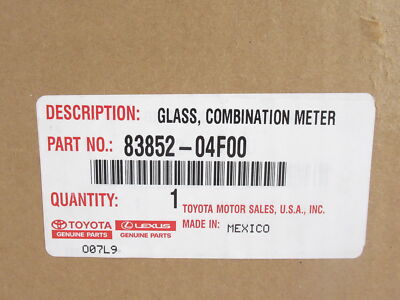 DESCRIPTION: GLASS, COMBINATION METER
PART NO.: 83852-04F00
QUANTITY: 1 TOYOTA MOTOR SALES, U.S.A., INC.
TOYOTA LEXUS MADE IN: MEXICO
GENUINE PARTS GENUINE PARTS
007L9